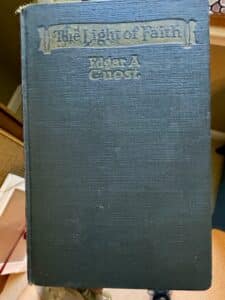 The Light of Faith
Edgar A
Guest